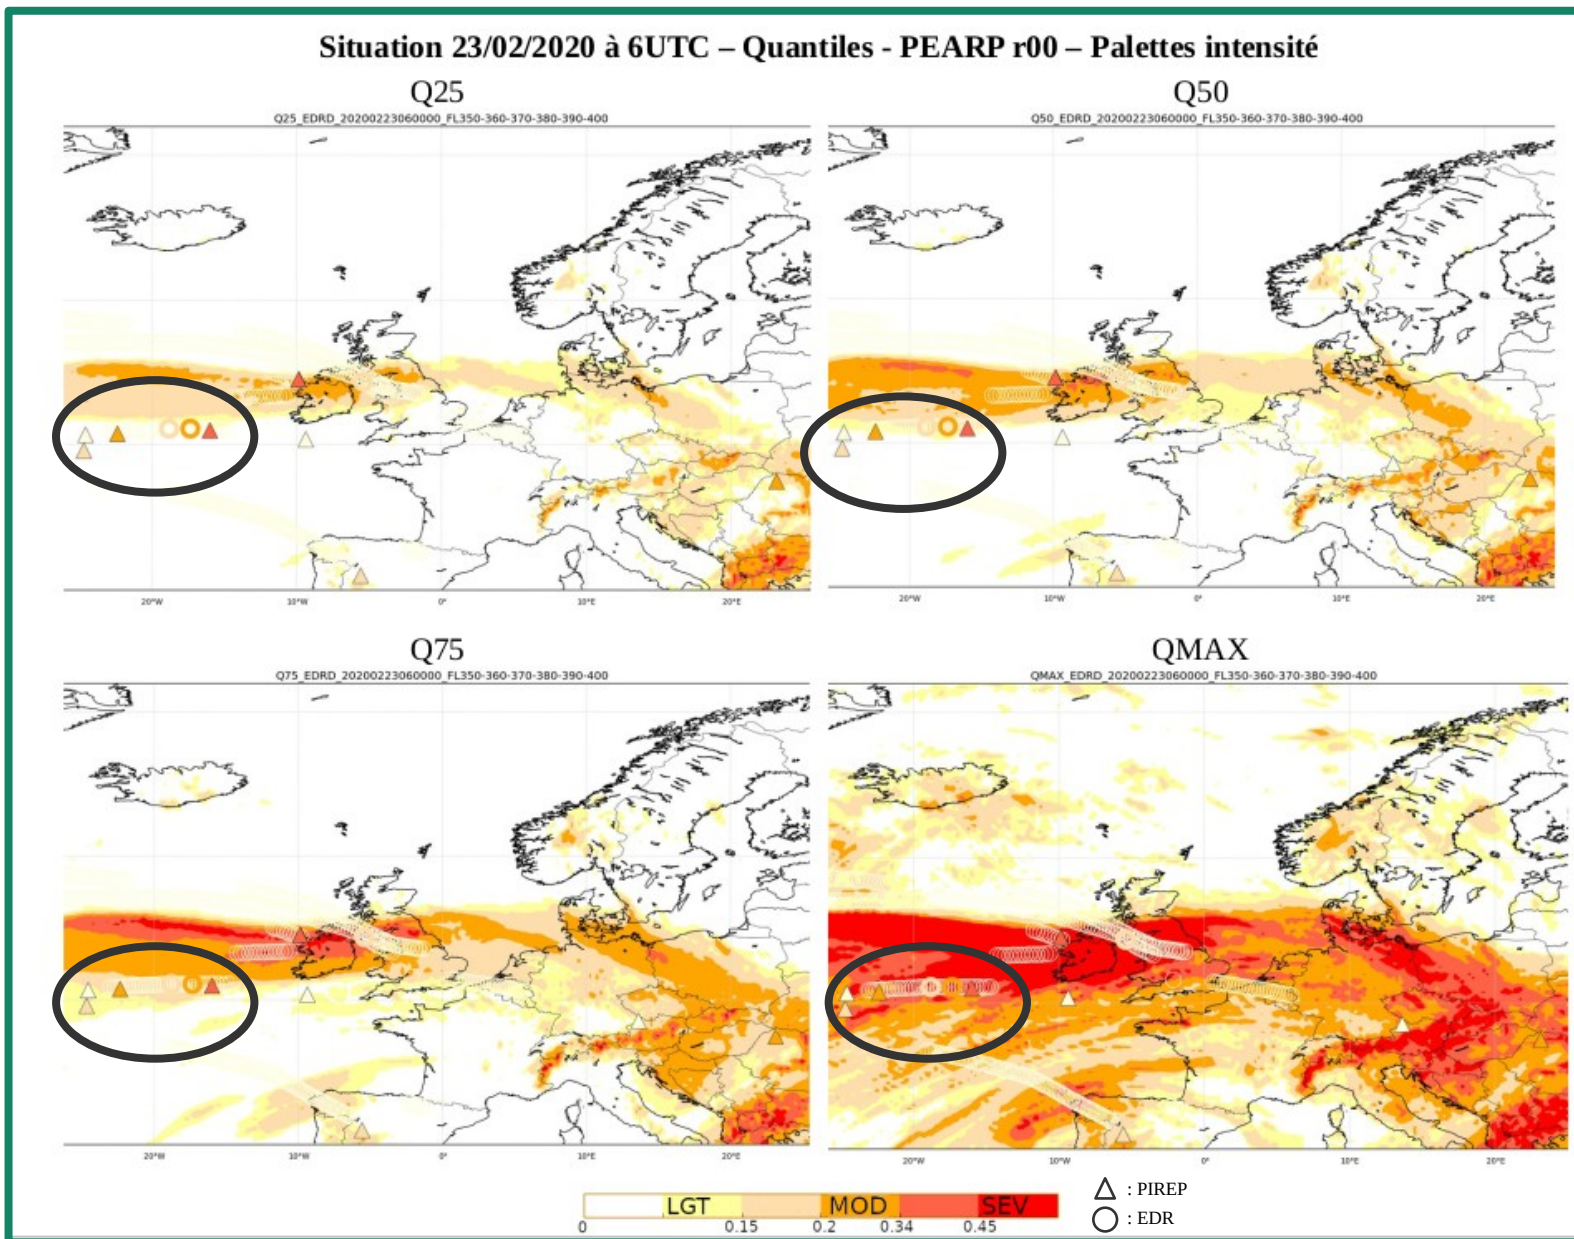 Situation 23/02/2020 à 6UTC – Quantiles - PEARP r00 – Palettes intensité
Q25
Q25_EDRD_20200223060000_FL350-360-370-380-390-400
20°W 10°W 0° 10°E 20°E
Q50
Q50_EDRD_20200223060000_FL350-360-370-380-390-400
20°W 10°W 0° 10°E 20°E
Q75
Q75_EDRD_20200223060000_FL350-360-370-380-390-400
20°W 10°W 0° 10°E 20°E
QMAX
QMAX_EDRD_20200223060000_FL350-360-370-380-390-400
20°W 10°W 0° 10°E 20°E
LGT MOD SEV
0 0.15 0.2 0.34 0.45
: PIREP
: EDR